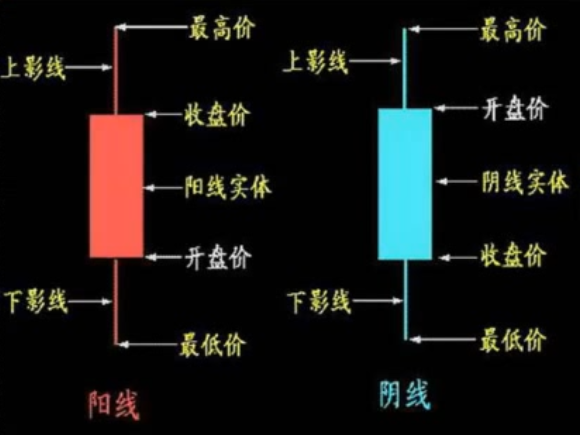 最高价
上影线
收盘价
阳线实体
开盘价
下影线
最低价
阳线
最高价
上影线
开盘价
阴线实体
收盘价
下影线
最低价
阴线